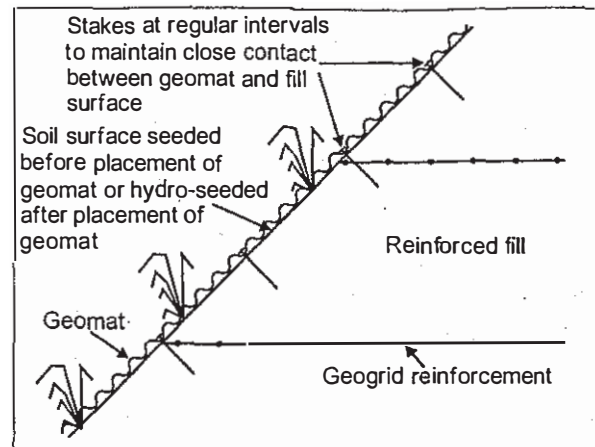 Stakes at regular intervals
to maintain close contact
between geomat and fill
surface
Soil surface seeded
before placement of
geomat or hydro-seeded
after placement of
geomat
Reinforced fill
Geomat
Geogrid reinforcement